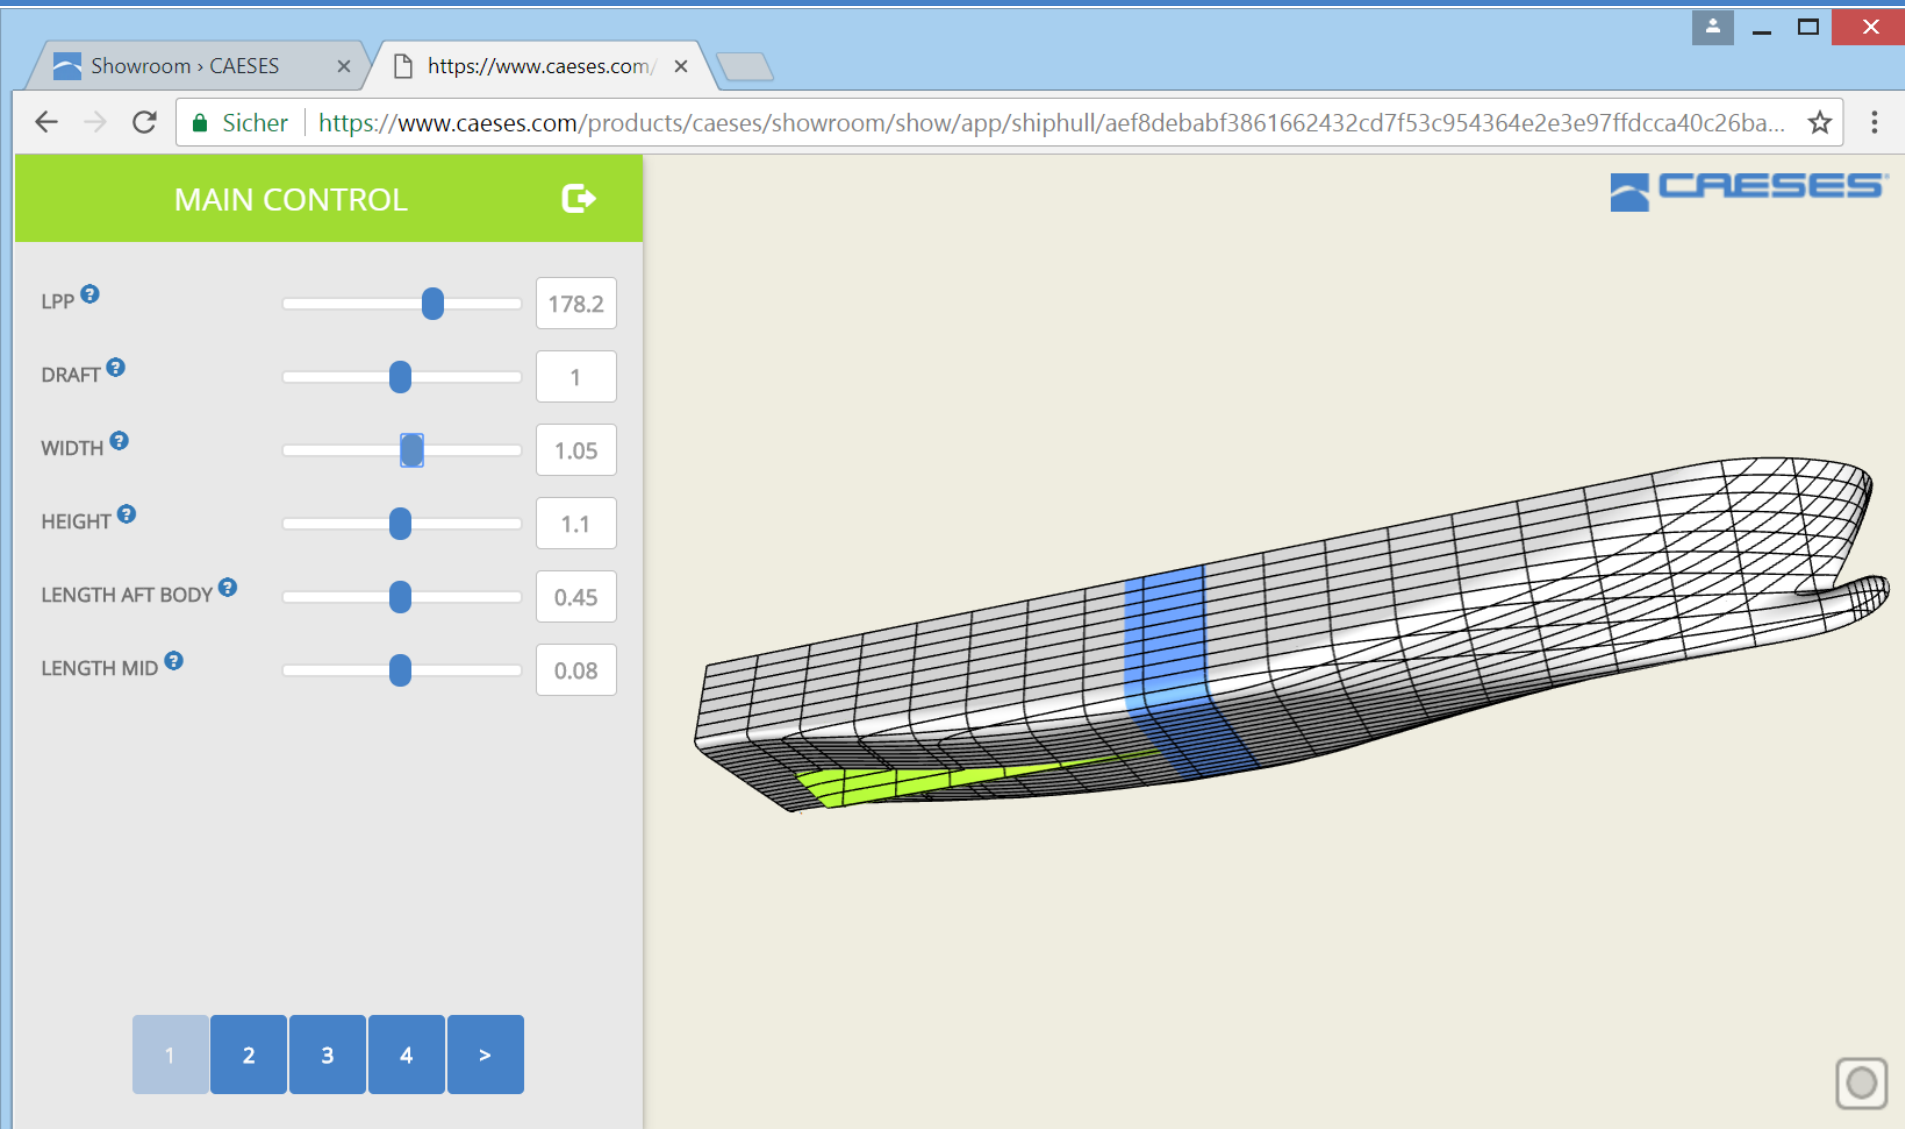 Showroom › CAESES
https://www.caeses.com/
Sicher https://www.caeses.com/products/caeses/showroom/show/app/shiphull/aef8debabf3861662432cd7f53c954364e2e3e97ffdcca40c26ba...
MAIN CONTROL
CAESES
LPP ? 178.2
DRAFT ? 1
WIDTH ? 1.05
HEIGHT ? 1.1
LENGTH AFT BODY ? 0.45
LENGTH MID ? 0.08
1 2 3 4 >